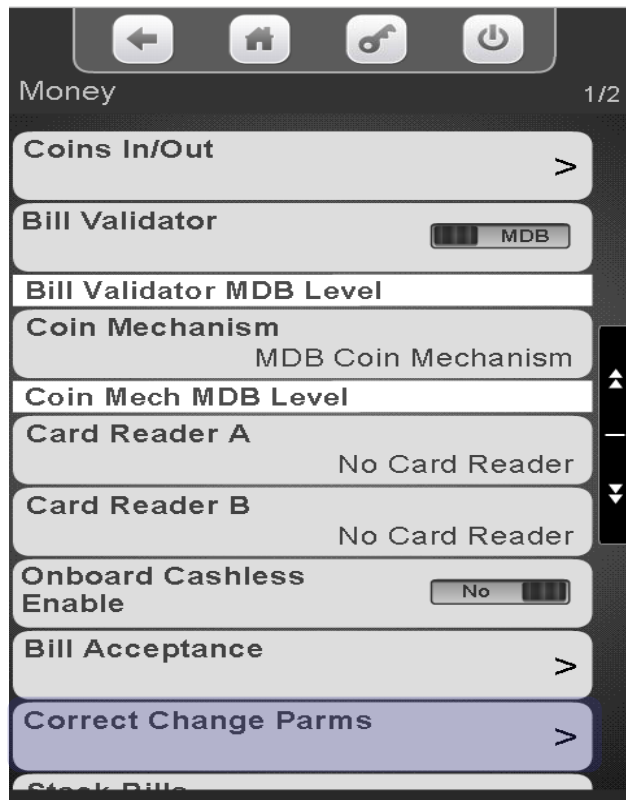 Money 1/2
Coins In/Out
>
Bill Validator
MDB
Bill Validator MDB Level
Coin Mechanism
MDB Coin Mechanism
Coin Mech MDB Level
Card Reader A
No Card Reader
Card Reader B
No Card Reader
Onboard Cashless
Enable
No
Bill Acceptance
>
Correct Change Parms
>
Stack Bills